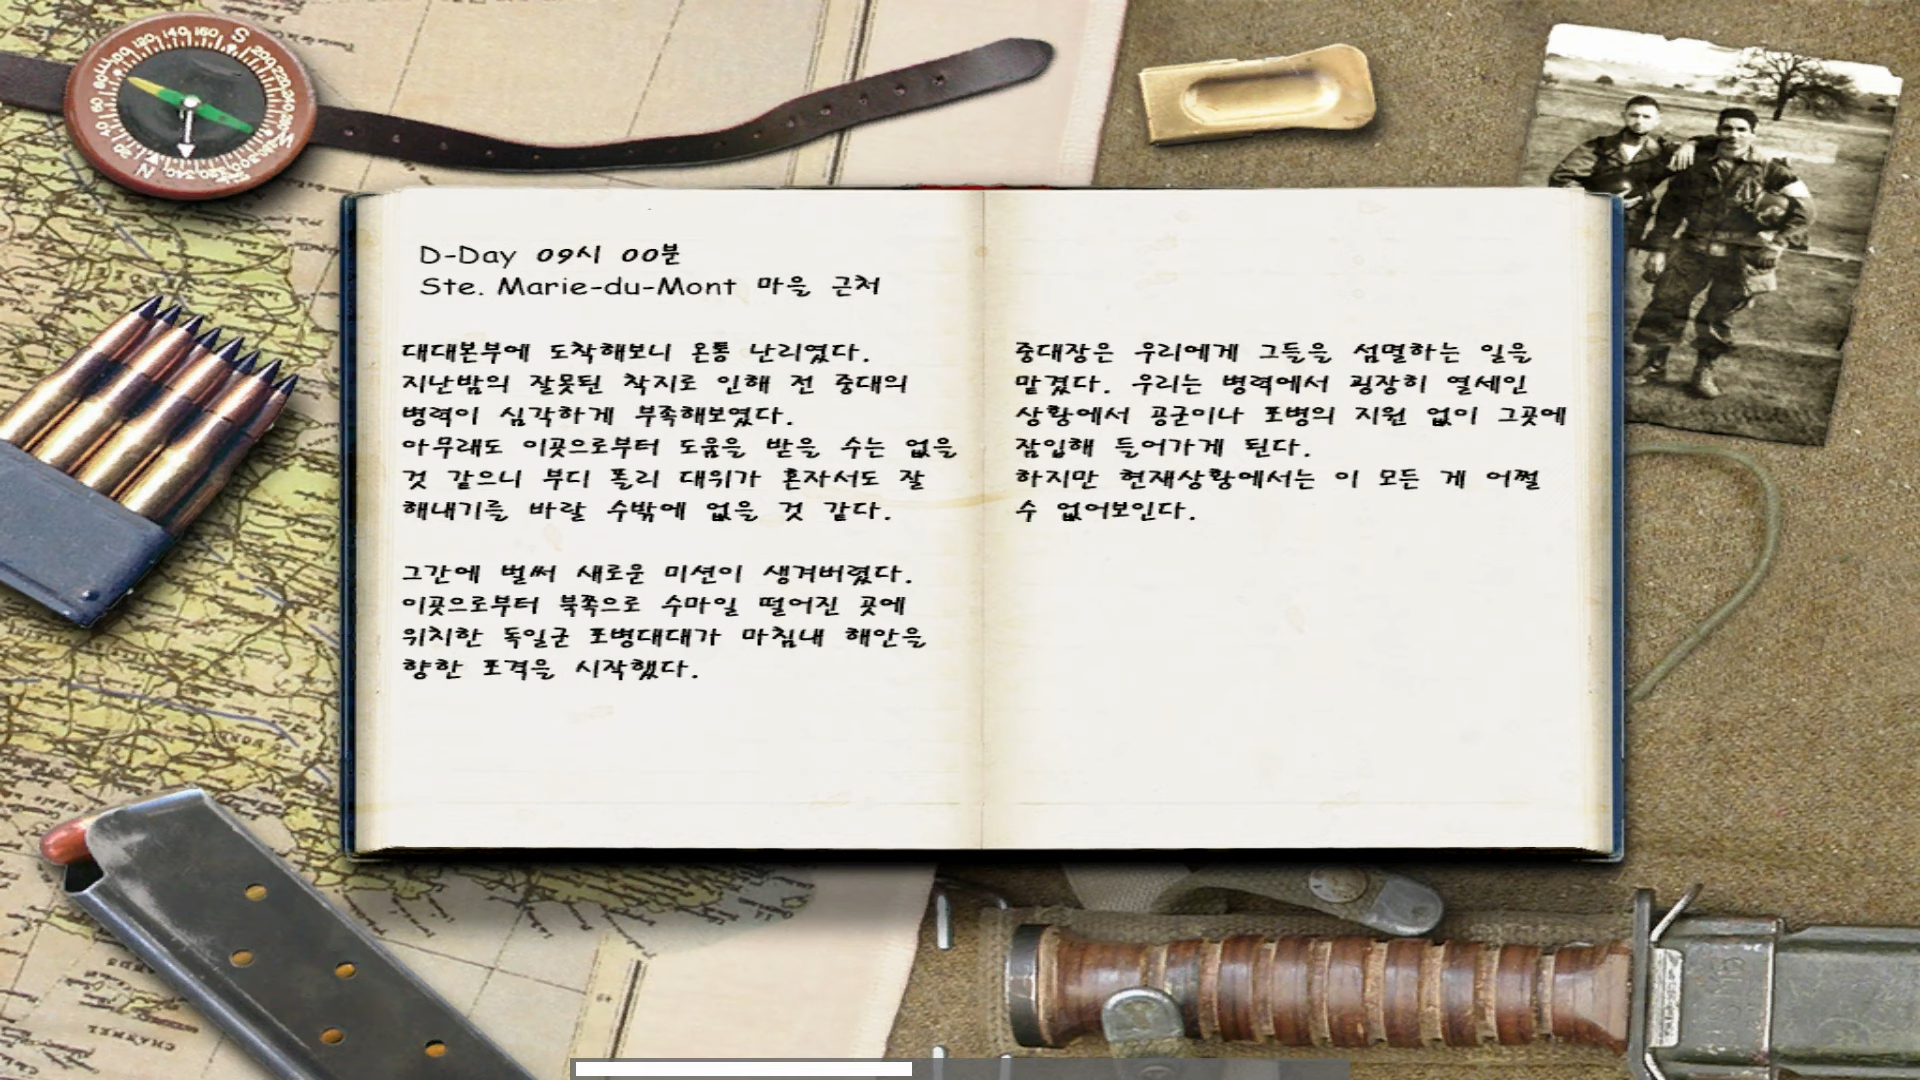 D-Day 09시 00분
Ste. Marie-du-Mont 마을 근처
대대본부에 도착해보니 온통 난리였다.
지난밤의 잘못된 착지로 인해 전 중대의
병력이 심각하게 부족해보였다.
아무래도 이곳으로부터 도움을 받을 수는 없을
것 같으니 부디 폴리 대위가 혼자서도 잘
해내기를 바랄 수밖에 없을 것 같다.
그간에 벌써 새로운 미션이 생겨버렸다.
이곳으로부터 북쪽으로 수마일 떨어진 곳에
위치한 독일군 포병대대가 마침내 해안을
향한 포격을 시작했다.
중대장은 우리에게 그들을 섬멸하는 일을
맡겼다. 우리는 병력에서 굉장히 열세인
상황에서 공군이나 포병의 지원 없이 그곳에
잠입해 들어가게 된다.
하지만 현재상황에서는 이 모든 게 어쩔
수 없어보인다.